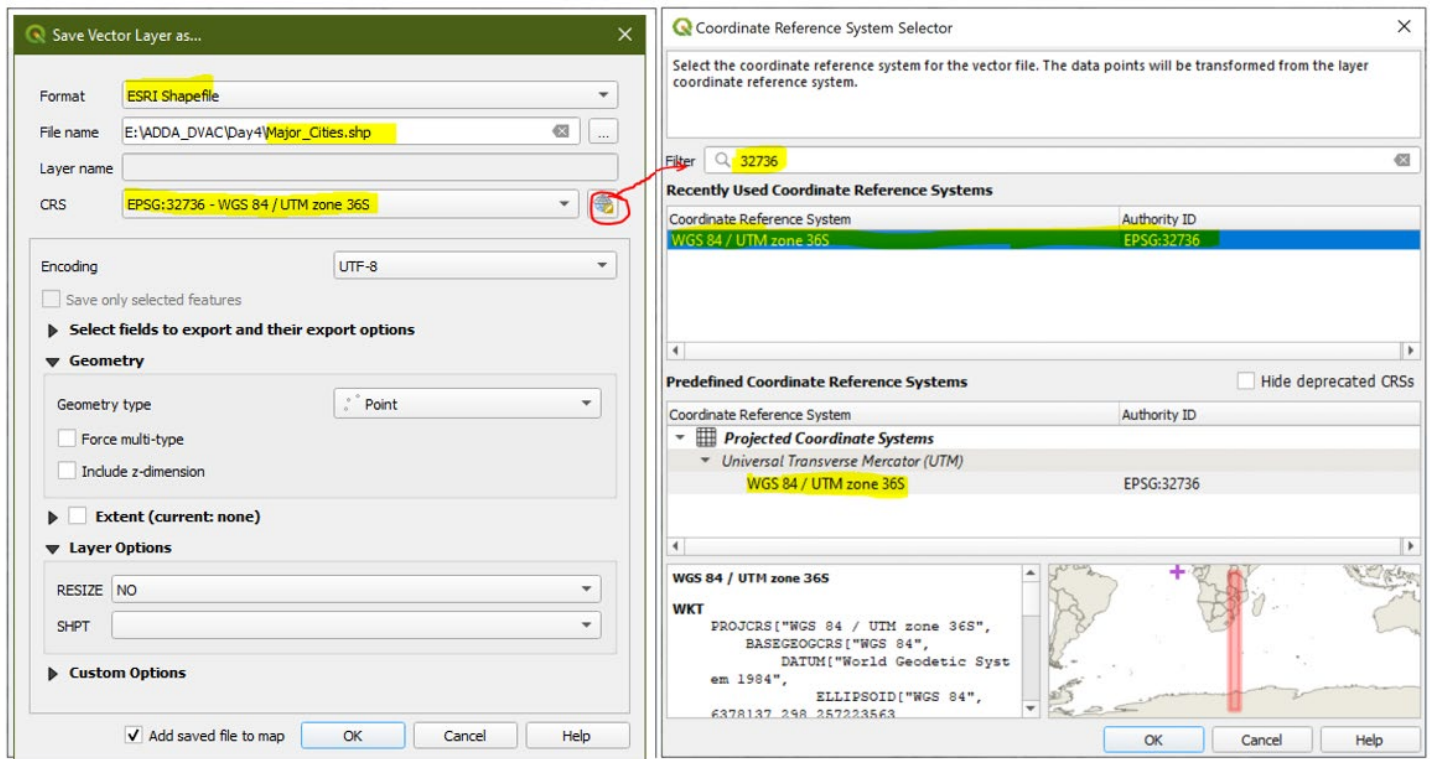 Save Vector Layer as...
Format ESRI Shapefile
File name E:\ADDA_DVAC\Day4\Major_Cities.shp ...
Layer name
CRS EPSG:32736 - WGS 84 / UTM zone 36S
Encoding UTF-8
Save only selected features
Select fields to export and their export options
Geometry
Geometry type Point
Force multi-type
Include z-dimension
Extent (current: none)
Layer Options
RESIZE NO
SHPT
Custom Options
Add saved file to map OK Cancel Help
Coordinate Reference System Selector
Select the coordinate reference system for the vector file. The data points will be transformed from the layer
coordinate reference system.
Filter 32736
Recently Used Coordinate Reference Systems
Coordinate Reference System Authority ID
WGS 84 / UTM zone 36S EPSG:32736
Predefined Coordinate Reference Systems Hide deprecated CRSs
Coordinate Reference System Authority ID
Projected Coordinate Systems
Universal Transverse Mercator (UTM)
WGS 84 / UTM zone 36S EPSG:32736
WGS 84 / UTM zone 36S
WKT
PROJCRS["WGS 84 / UTM zone 36S",
BASEGEOGCRS["WGS 84",
DATUM["World Geodetic Syst
em 1984",
ELLIPSOID["WGS 84",
6378137,298.257223563
OK Cancel Help